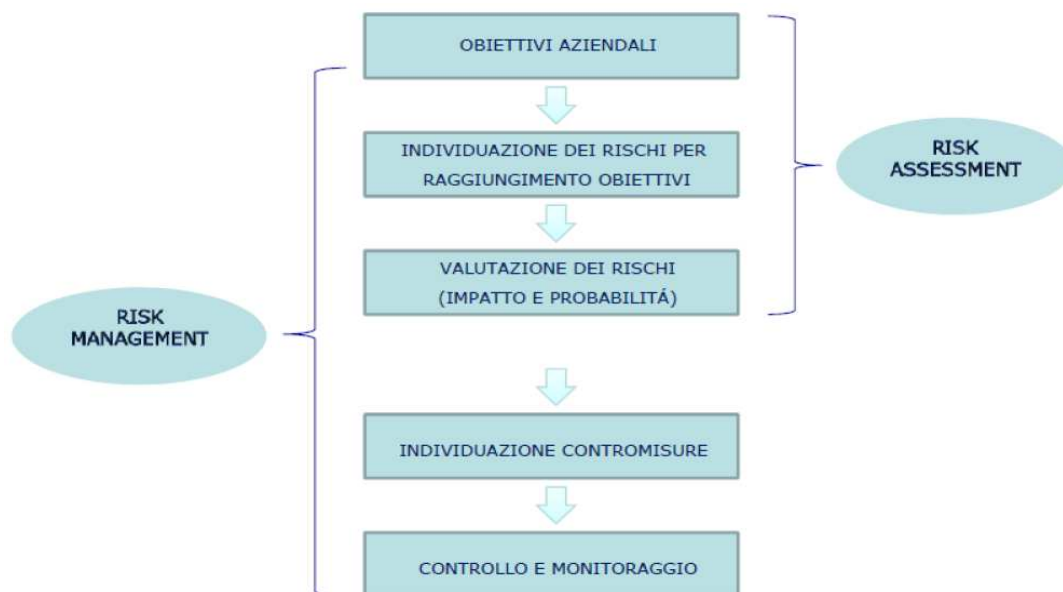 OBIETTIVI AZIENDALI
INDIVIDUAZIONE DEI RISCHI PER
RAGGIUNGIMENTO OBIETTIVI
RISK
ASSESSMENT
VALUTAZIONE DEI RISCHI
(IMPATTO E PROBABILITÁ)
RISK
MANAGEMENT
INDIVIDUAZIONE CONTROMISURE
CONTROLLO E MONITORAGGIO